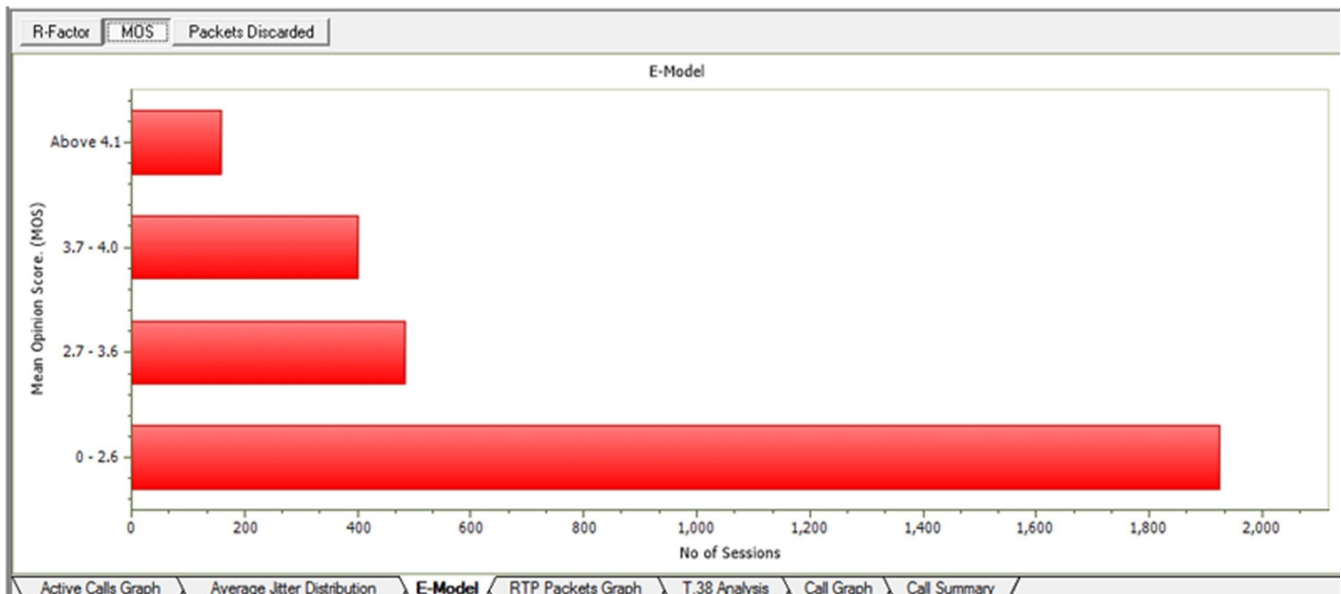 R-Factor MOS Packets Discarded
E-Model
Mean Opinion Score. (MOS)
Above 4.1
3.7 - 4.0
2.7 - 3.6
0 - 2.6
0 200 400 600 800 1,000 1,200 1,400 1,600 1,800 2,000
No of Sessions
Active Calls Graph Average Jitter Distribution E-Model RTP Packets Graph T.38 Analysis Call Graph Call Summary